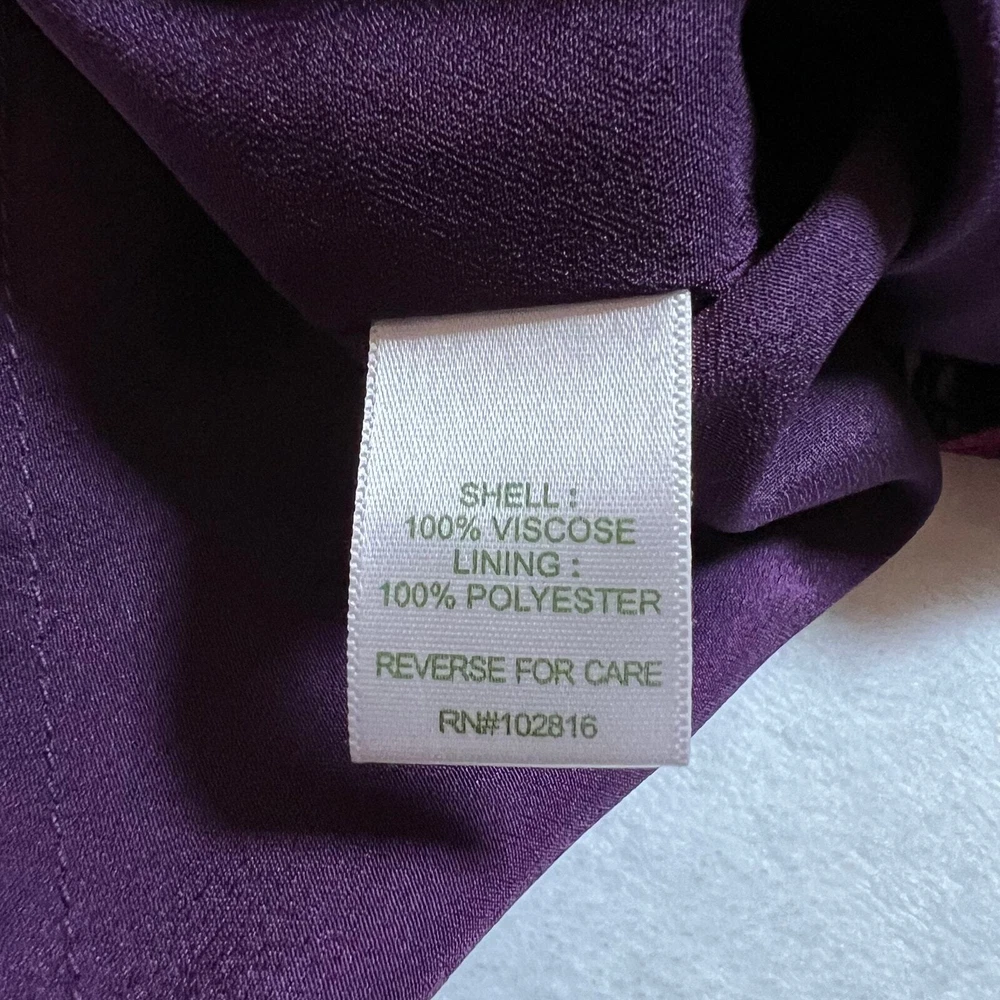 SHELL :
100% VISCOSE
LINING :
100% POLYESTER
REVERSE FOR CARE
RN#102816